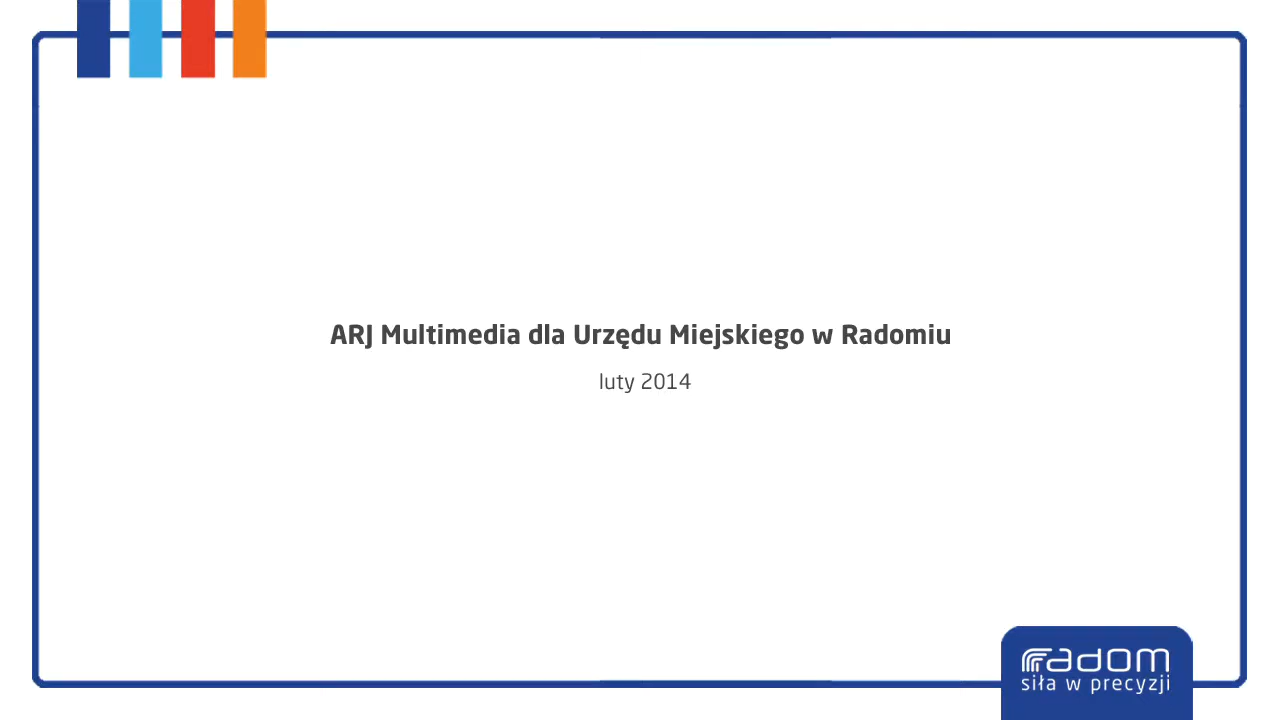 ARJ Multimedia dla Urzędu Miejskiego w Radomiu
luty 2014
radom
siła w precyzji